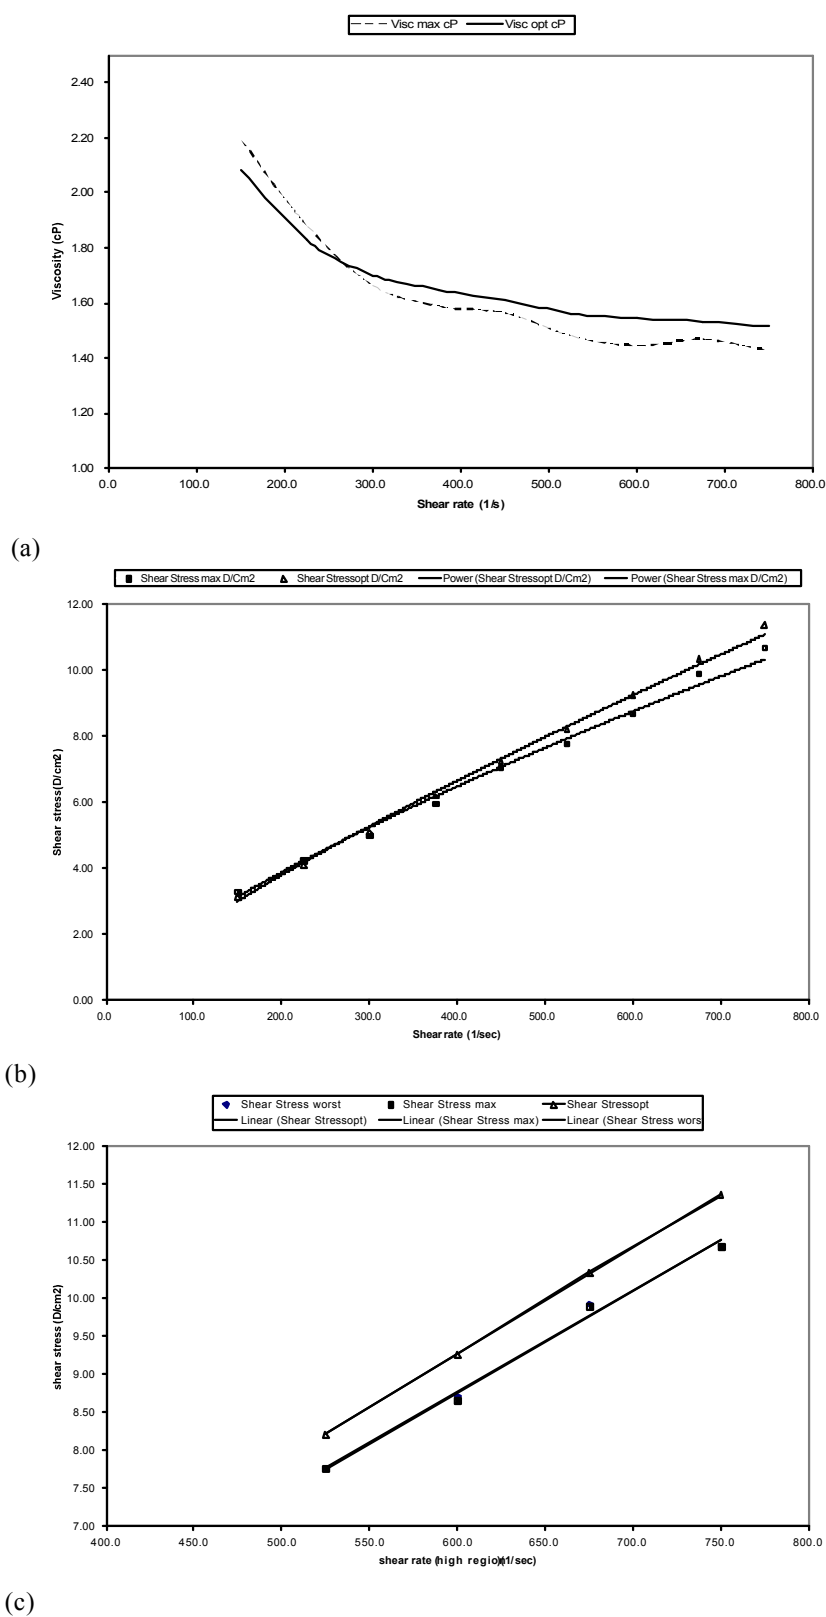 Visc max cP Visc opt cP
2.40
2.20
2.00
1.80
1.60
1.40
1.20
1.00
Viscosity (cP)
0.0 100.0 200.0 300.0 400.0 500.0 600.0 700.0 800.0
Shear rate (1/s)
(a)
Shear Stress max D/Cm2 Shear Stressopt D/Cm2 Power (Shear Stressopt D/Cm2) Power (Shear Stress max D/Cm2)
12.00
10.00
8.00
6.00
4.00
2.00
0.00
Shear stress(D/cm2)
0.0 100.0 200.0 300.0 400.0 500.0 600.0 700.0 800.0
Shear rate (1/sec)
(b)
Shear Stress worst Shear Stress max Shear Stressopt
Linear (Shear Stressopt) Linear (Shear Stress max) Linear (Shear Stress wors
12.00
11.50
11.00
10.50
10.00
9.50
9.00
8.50
8.00
7.50
7.00
shear stress (D/cm2)
400.0 450.0 500.0 550.0 600.0 650.0 700.0 750.0 800.0
shear rate (high region)(1/sec)
(c)